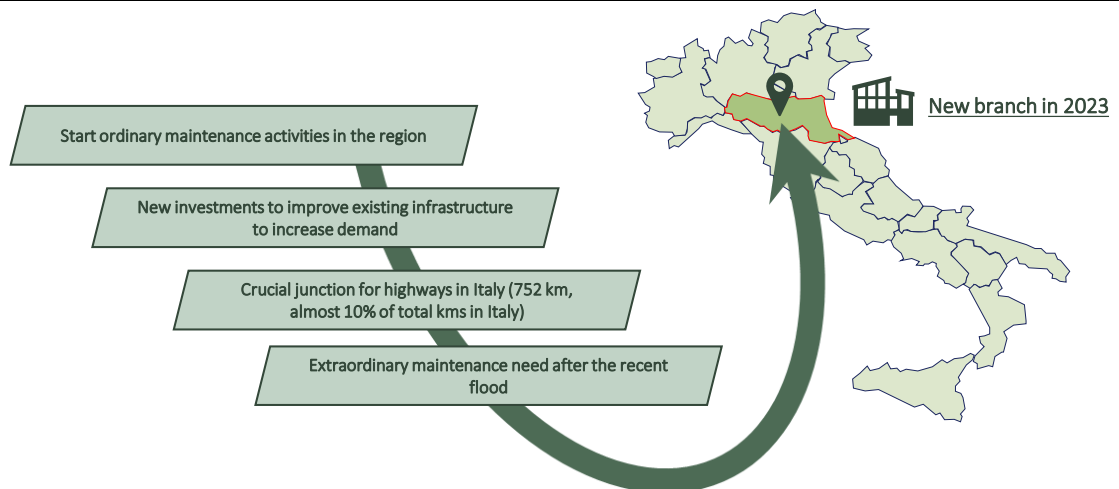 New branch in 2023
Start ordinary maintenance activities in the region
New investments to improve existing infrastructure
to increase demand
Crucial junction for highways in Italy (752 km,
almost 10% of total kms in Italy)
Extraordinary maintenance need after the recent
flood